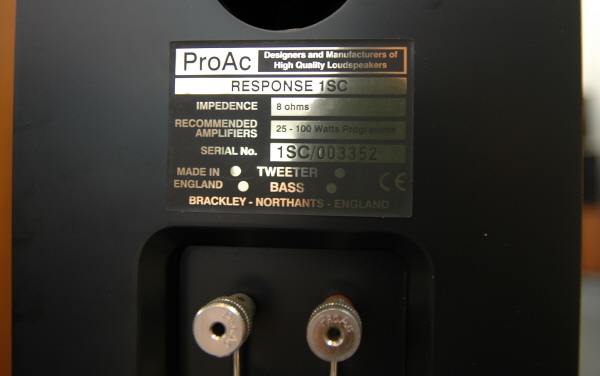 ProAc
Designers and Manufacturers of
High Quality Loudspeakers
RESPONSE 1SC
IMPEDENCE 8 ohms
RECOMMENDED
AMPLIFIERS
25 - 100 Watts Programme
SERIAL No. 1SC/003352
MADE IN
ENGLAND
TWEETER
BASS
CE
BRACKLEY - NORTHANTS - ENGLAND
PROAC